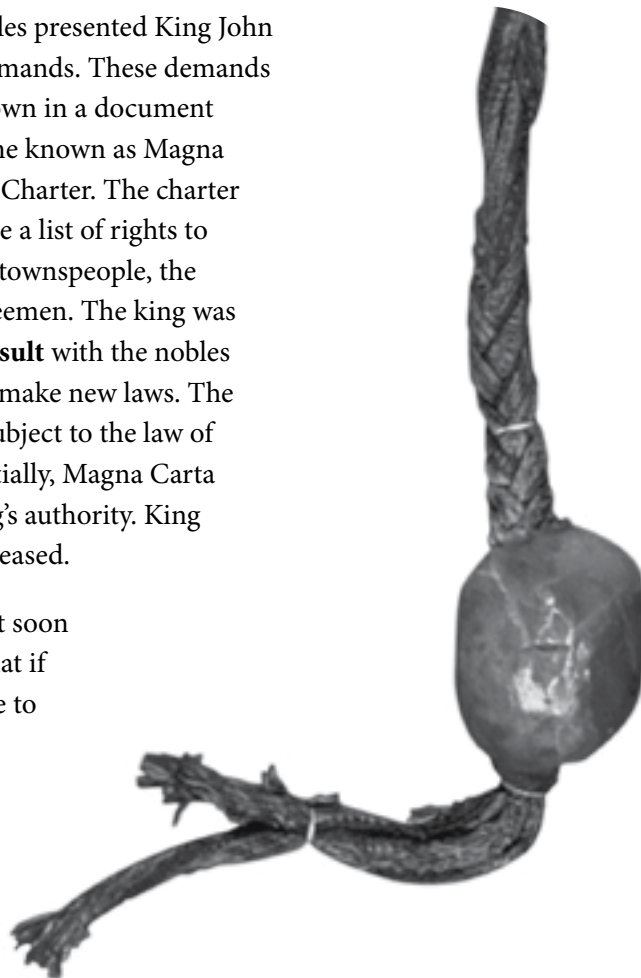 les presented King John
mands. These demands
own in a document
ne known as Magna
Charter. The charter
e a list of rights to
townspeople, the
eemen. The king was
sult with the nobles
make new laws. The
ubject to the law of
tially, Magna Carta
g’s authority. King
eased.
t soon
at if
e to